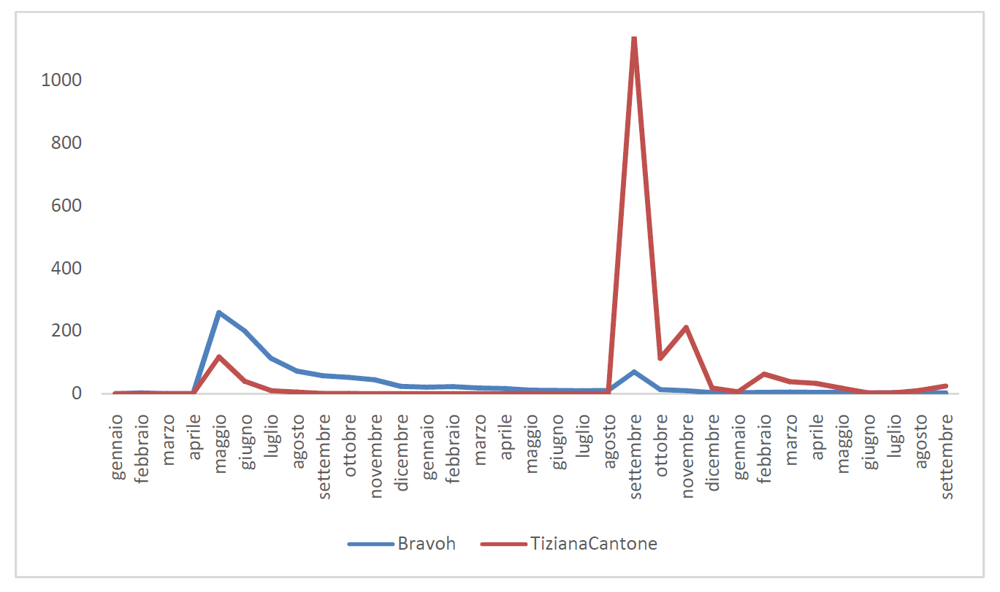 1000
800
600
400
200
0
gennaio
febbraio
marzo
aprile
maggio
giugno
luglio
agosto
settembre
ottobre
novembre
dicembre
gennaio
febbraio
marzo
aprile
maggio
giugno
luglio
agosto
settembre
ottobre
novembre
dicembre
gennaio
febbraio
marzo
aprile
maggio
giugno
luglio
agosto
settembre
Bravoh TizianaCantone